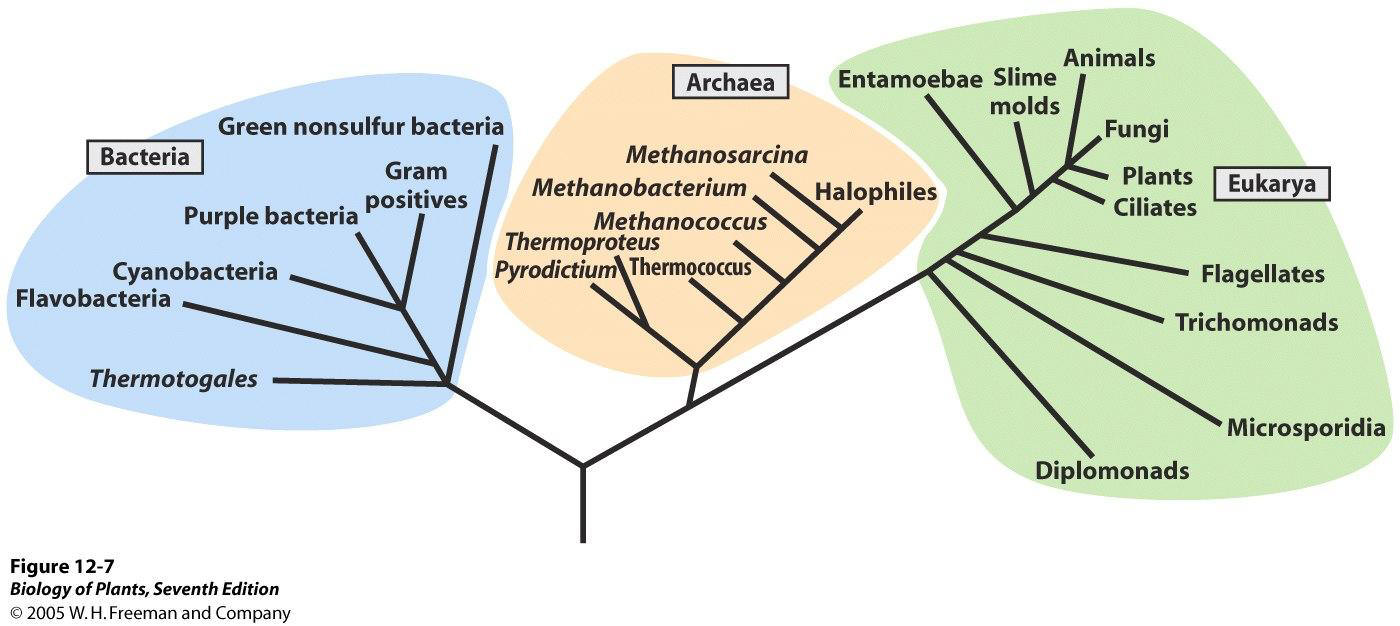 Bacteria
Green nonsulfur bacteria
Gram
positives
Purple bacteria
Cyanobacteria
Flavobacteria
Thermotogales
Archaea
Methanosarcina
Methanobacterium
Halophiles
Methanococcus
Thermoproteus
Pyrodictium
Thermococcus
Eukarya
Entamoebae
Slime
molds
Animals
Fungi
Plants
Ciliates
Flagellates
Trichomonads
Microsporidia
Diplomonads
Figure 12-7
Biology of Plants, Seventh Edition
© 2005 W. H. Freeman and Company